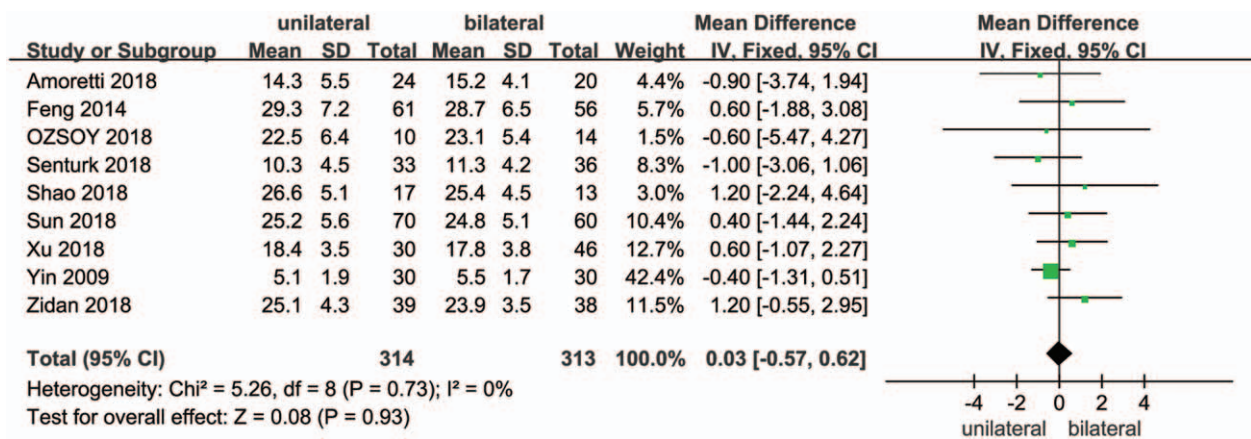 unilateral bilateral Mean Difference Mean Difference
Study or Subgroup Mean SD Total Mean SD Total Weight IV, Fixed, 95% CI IV, Fixed, 95% CI
Amoretti 2018 14.3 5.5 24 15.2 4.1 20 4.4% -0.90 [-3.74, 1.94]
Feng 2014 29.3 7.2 61 28.7 6.5 56 5.7% 0.60 [-1.88, 3.08]
OZSOY 2018 22.5 6.4 10 23.1 5.4 14 1.5% -0.60 [-5.47, 4.27]
Senturk 2018 10.3 4.5 33 11.3 4.2 36 8.3% -1.00 [-3.06, 1.06]
Shao 2018 26.6 5.1 17 25.4 4.5 13 3.0% 1.20 [-2.24, 4.64]
Sun 2018 25.2 5.6 70 24.8 5.1 60 10.4% 0.40 [-1.44, 2.24]
Xu 2018 18.4 3.5 30 17.8 3.8 46 12.7% 0.60 [-1.07, 2.27]
Yin 2009 5.1 1.9 30 5.5 1.7 30 42.4% -0.40 [-1.31, 0.51]
Zidan 2018 25.1 4.3 39 23.9 3.5 38 11.5% 1.20 [-0.55, 2.95]
Total (95% CI) 314 313 100.0% 0.03 [-0.57, 0.62]
Heterogeneity: Chi² = 5.26, df = 8 (P = 0.73); I² = 0%
Test for overall effect: Z = 0.08 (P = 0.93)
-4 -2 0 2 4
unilateral bilateral